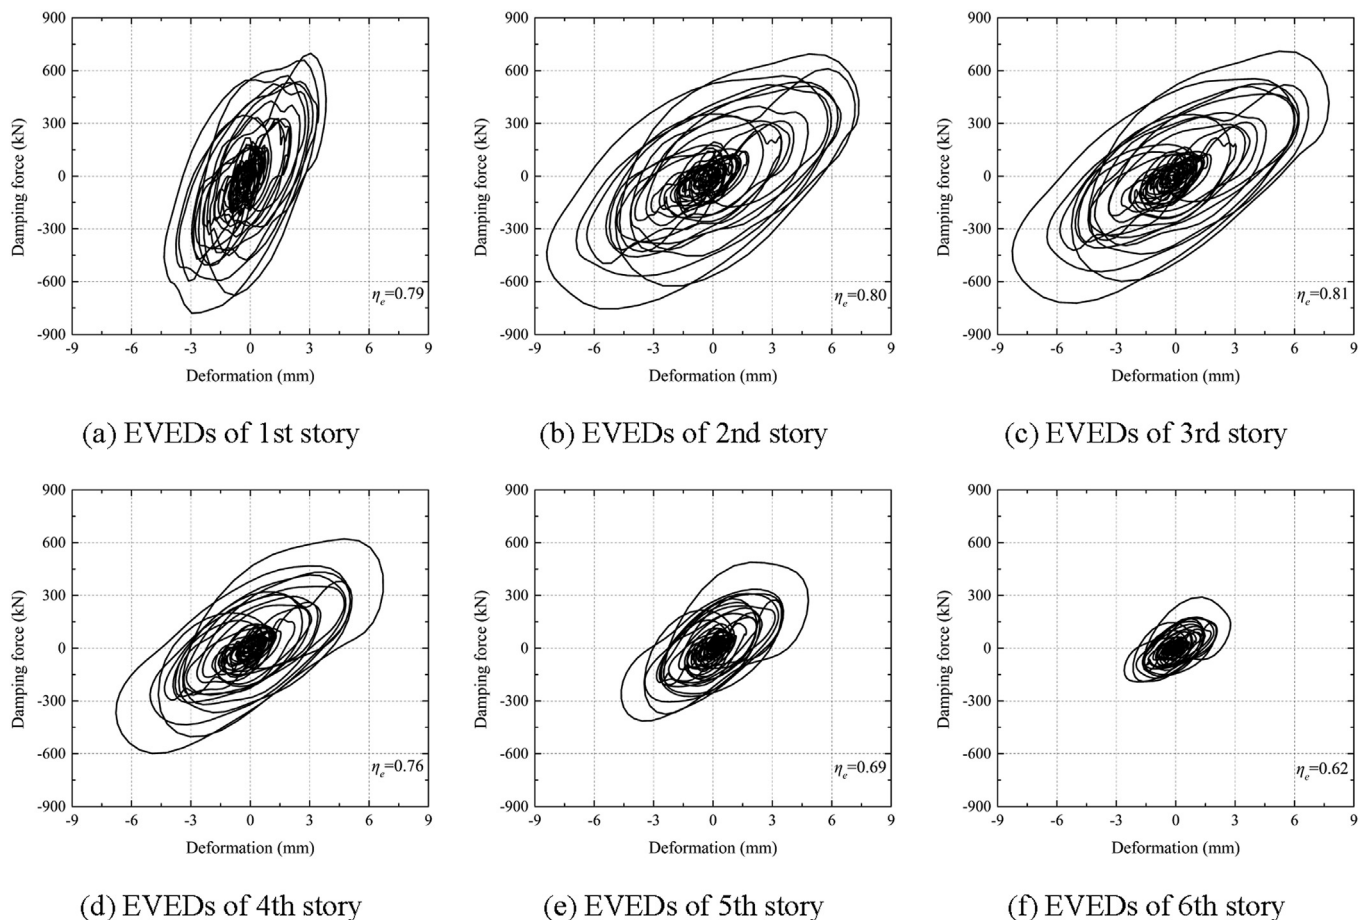 900
600
300
0
-300
-600
-900
Damping force (kN)
ηe=0.79
-9 -6 -3 0 3 6 9
Deformation (mm)
(a) EVEDs of 1st story
900
600
300
0
-300
-600
-900
Damping force (kN)
ηe=0.80
-9 -6 -3 0 3 6 9
Deformation (mm)
(b) EVEDs of 2nd story
900
600
300
0
-300
-600
-900
Damping force (kN)
ηe=0.81
-9 -6 -3 0 3 6 9
Deformation (mm)
(c) EVEDs of 3rd story
900
600
300
0
-300
-600
-900
Damping force (kN)
ηe=0.76
-9 -6 -3 0 3 6 9
Deformation (mm)
(d) EVEDs of 4th story
900
600
300
0
-300
-600
-900
Damping force (kN)
ηe=0.69
-9 -6 -3 0 3 6 9
Deformation (mm)
(e) EVEDs of 5th story
900
600
300
0
-300
-600
-900
Damping force (kN)
ηe=0.62
-9 -6 -3 0 3 6 9
Deformation (mm)
(f) EVEDs of 6th story